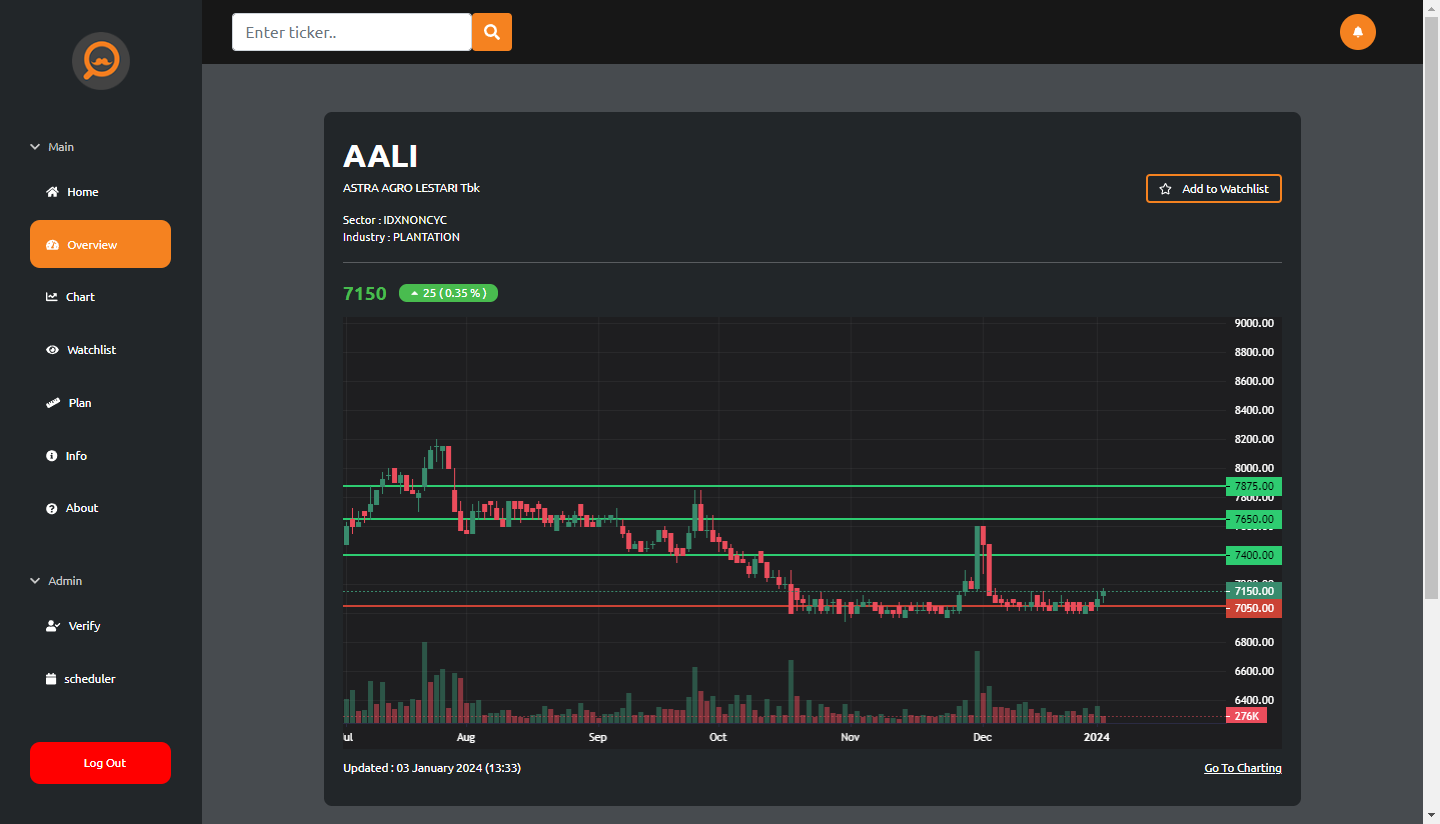 Enter ticker..
Main
Home
Overview
Chart
Watchlist
Plan
Info
About
Admin
Verify
scheduler
Log Out
AALI
ASTRA AGRO LESTARI Tbk
Add to Watchlist
Sector : IDXNONCYC
Industry : PLANTATION
7150
25 ( 0.35 % )
9000.00
8800.00
8600.00
8400.00
8200.00
8000.00
7875.00
7800.00
7650.00
7400.00
7150.00
7050.00
6800.00
6600.00
6400.00
276K
Aug
Sep
Oct
Nov
Dec
2024
Updated : 03 January 2024 (13:33)
Go To Charting